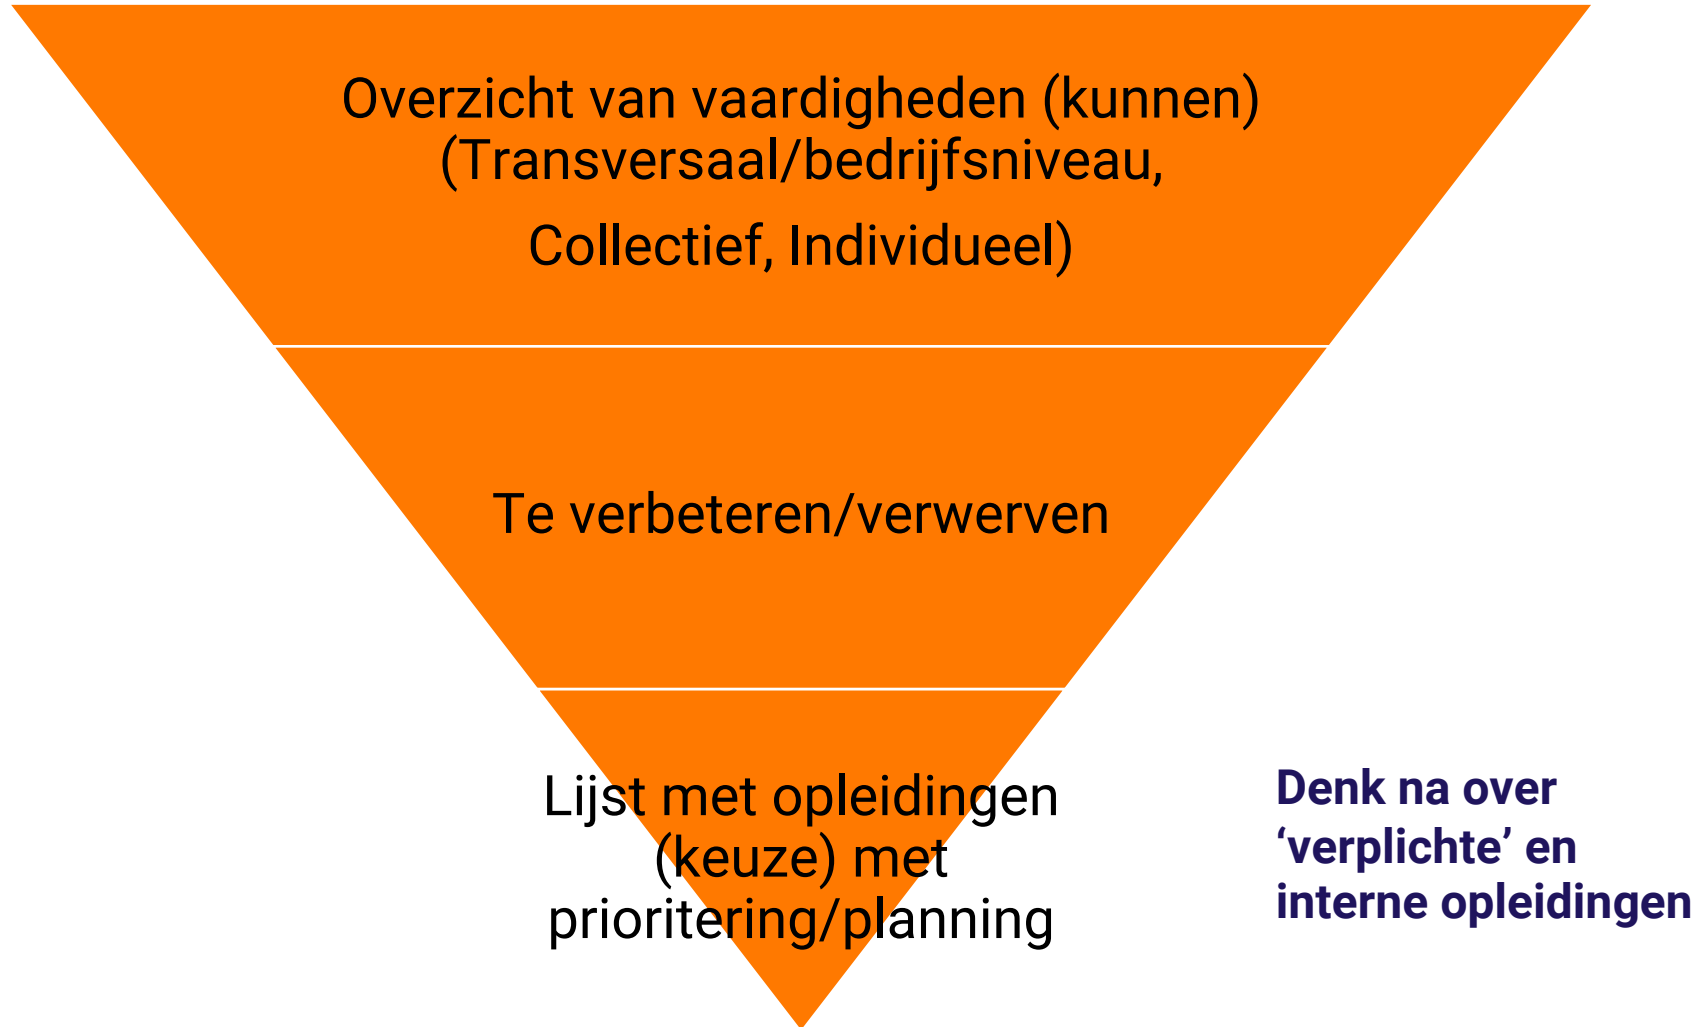 Overzicht van vaardigheden (kunnen)
(Transversaal/bedrijfsniveau,
Collectief, Individueel)
Te verbeteren/verwerven
Lijst met opleidingen
(keuze) met
prioritering/planning
Denk na over
‘verplichte’ en
interne opleidingen